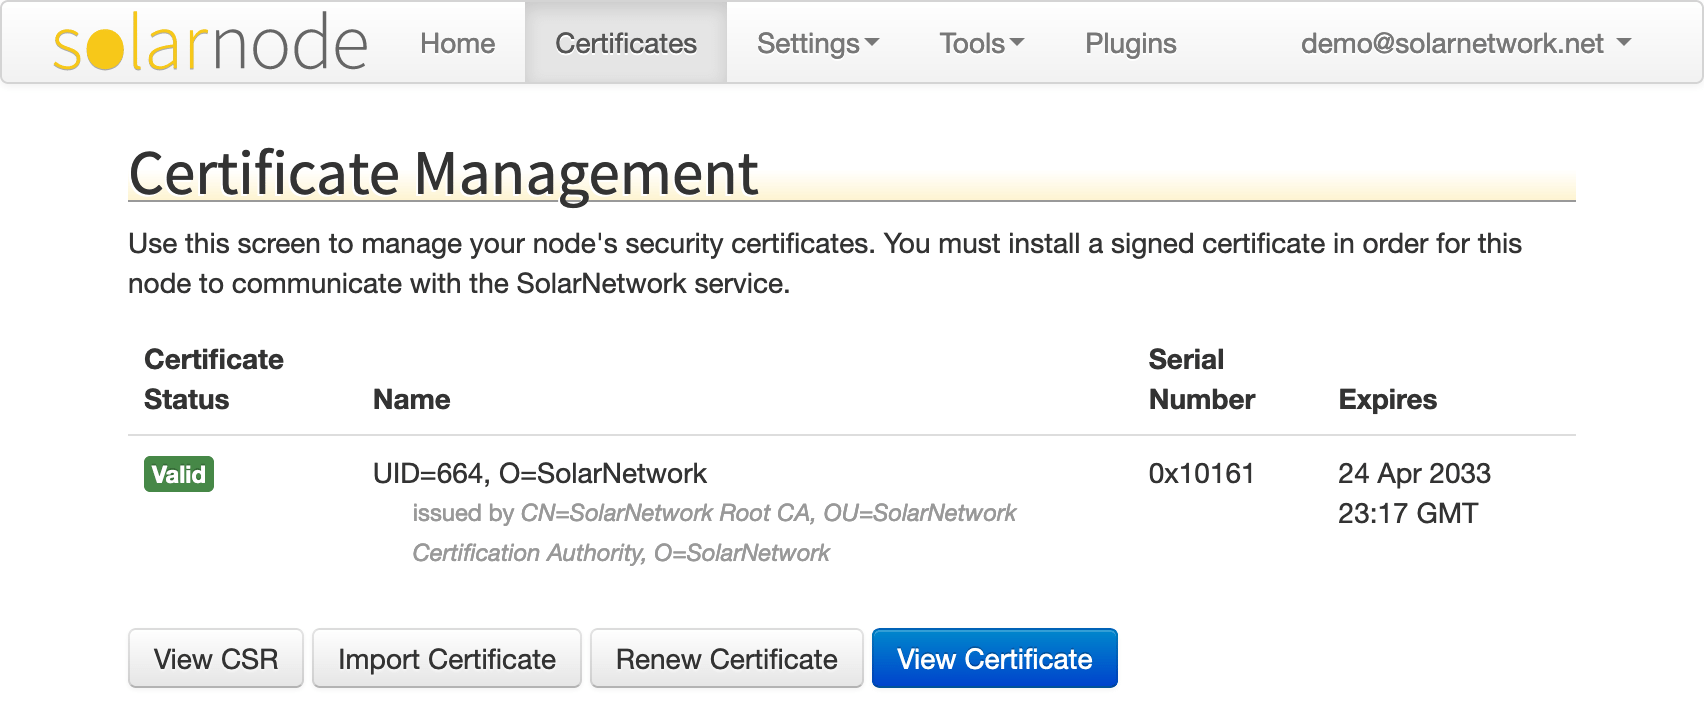 solarnode Home Certificates Settings Tools Plugins demo@solarnetwork.net
Certificate Management
Use this screen to manage your node's security certificates. You must install a signed certificate in order for this
node to communicate with the SolarNetwork service.
Certificate Status Name Serial Number Expires
Valid UID=664, O=SolarNetwork 0x10161 24 Apr 2033
issued by CN=SolarNetwork Root CA, OU=SolarNetwork 23:17 GMT
Certification Authority, O=SolarNetwork
View CSR Import Certificate Renew Certificate View Certificate